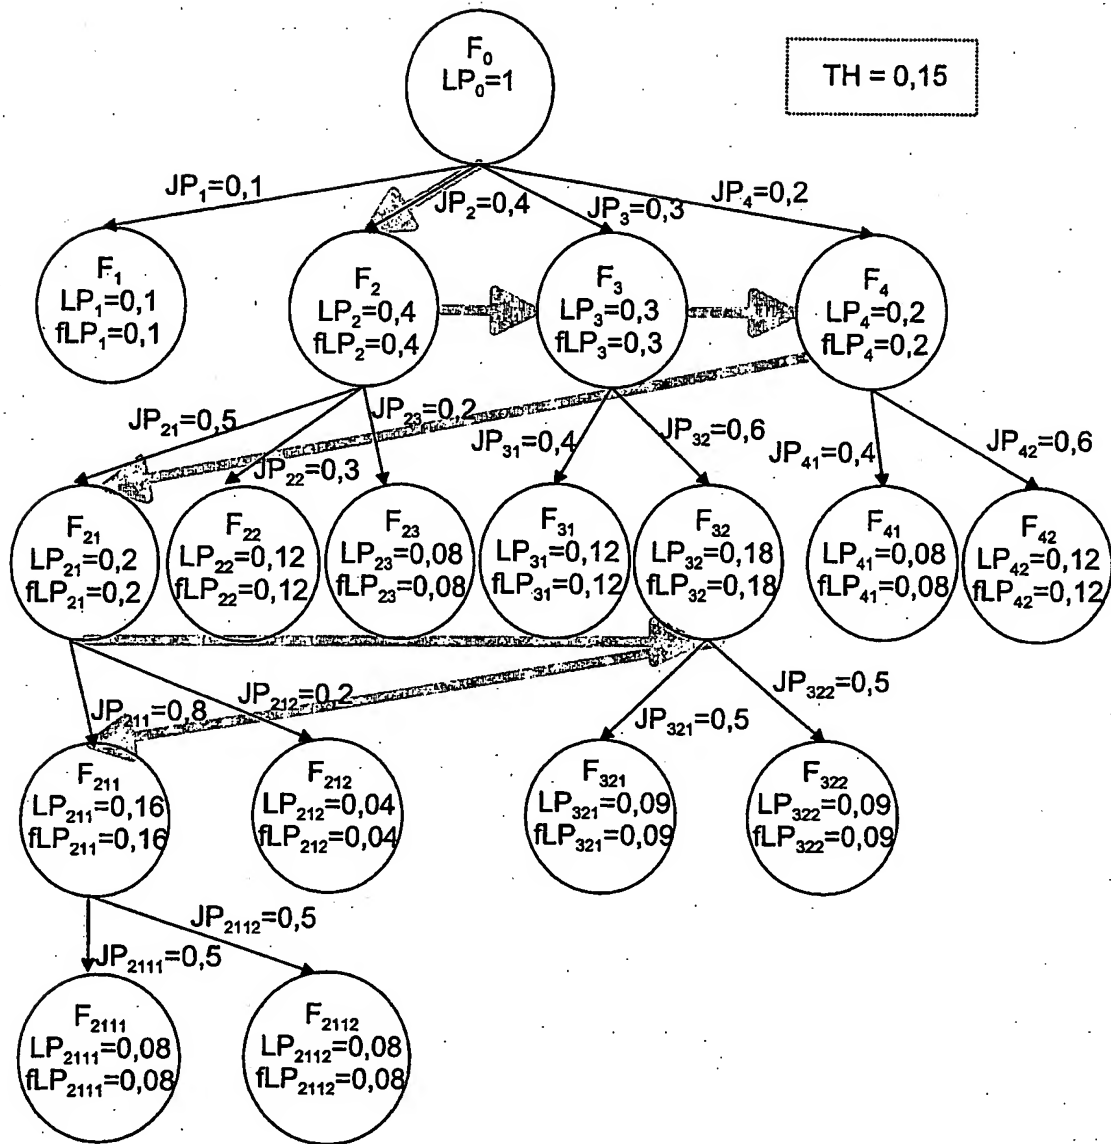 F₀
LP₀=1
TH = 0,15
JP₁=0,1
JP₂=0,4
JP₃=0,3
JP₄=0,2
F₁
LP₁=0,1
fLP₁=0,1
F₂
LP₂=0,4
fLP₂=0,4
F₃
LP₃=0,3
fLP₃=0,3
F₄
LP₄=0,2
fLP₄=0,2
JP₂₁=0,5
JP₂₂=0,3
JP₂₃=0,2
JP₃₁=0,4
JP₃₂=0,6
JP₄₁=0,4
JP₄₂=0,6
F₂₁
LP₂₁=0,2
fLP₂₁=0,2
F₂₂
LP₂₂=0,12
fLP₂₂=0,12
F₂₃
LP₂₃=0,08
fLP₂₃=0,08
F₃₁
LP₃₁=0,12
fLP₃₁=0,12
F₃₂
LP₃₂=0,18
fLP₃₂=0,18
F₄₁
LP₄₁=0,08
fLP₄₁=0,08
F₄₂
LP₄₂=0,12
fLP₄₂=0,12
JP₂₁₁=0,8
JP₂₁₂=0,2
JP₃₂₁=0,5
JP₃₂₂=0,5
F₂₁₁
LP₂₁₁=0,16
fLP₂₁₁=0,16
F₂₁₂
LP₂₁₂=0,04
fLP₂₁₂=0,04
F₃₂₁
LP₃₂₁=0,09
fLP₃₂₁=0,09
F₃₂₂
LP₃₂₂=0,09
fLP₃₂₂=0,09
JP₂₁₁₁=0,5
JP₂₁₁₂=0,5
F₂₁₁₁
LP₂₁₁₁=0,08
fLP₂₁₁₁=0,08
F₂₁₁₂
LP₂₁₁₂=0,08
fLP₂₁₁₂=0,08